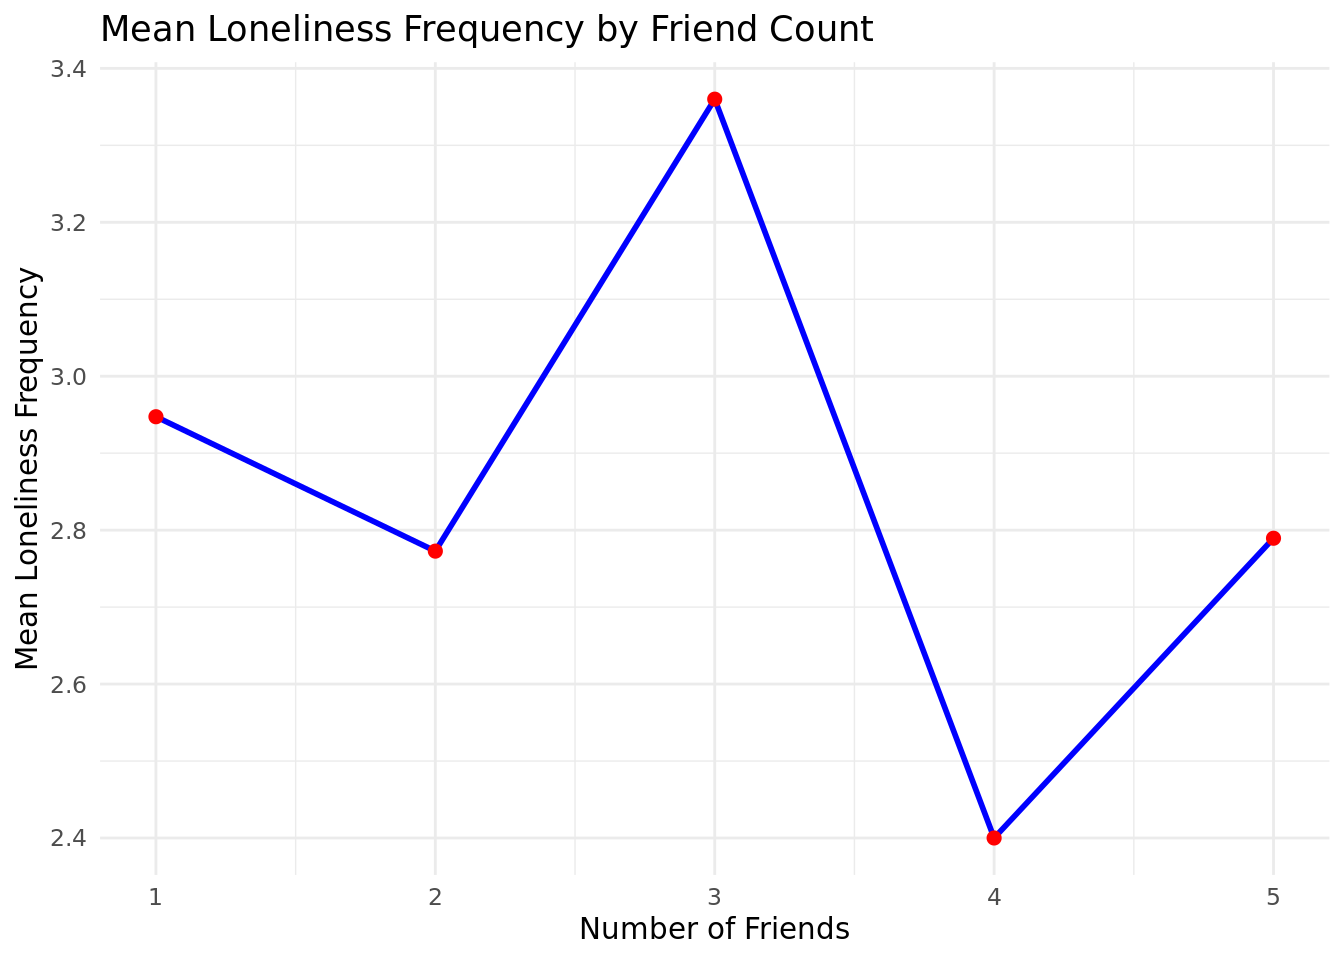 Mean Loneliness Frequency by Friend Count
3.4
3.2
3.0
2.8
2.6
2.4
Mean Loneliness Frequency
1 2 3 4 5
Number of Friends